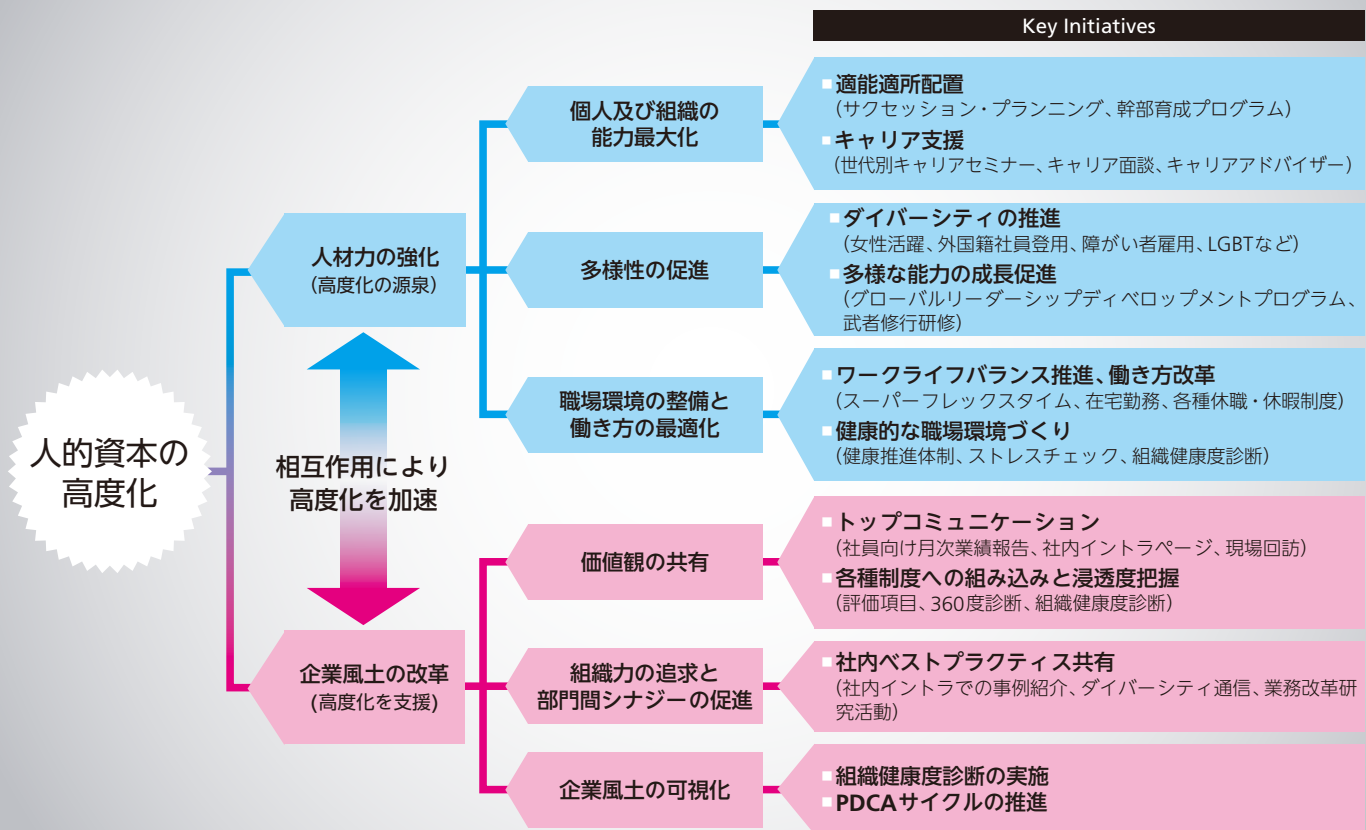 Key Initiatives
人的資本の
高度化
人材力の強化
(高度化の源泉)
相互作用により
高度化を加速
企業風土の改革
(高度化を支援)
個人及び組織の
能力最大化
適能適所配置
(サクセッション・プランニング、幹部育成プログラム)
キャリア支援
(世代別キャリアセミナー、キャリア面談、キャリアアドバイザー)
多様性の促進
ダイバーシティの推進
(女性活躍、外国籍社員登用、障がい者雇用、LGBTなど)
多様な能力の成長促進
(グローバルリーダーシップディベロップメントプログラム、
武者修行研修)
職場環境の整備と
働き方の最適化
ワークライフバランス推進、働き方改革
(スーパーフレックスタイム、在宅勤務、各種休職・休暇制度)
健康的な職場環境づくり
(健康推進体制、ストレスチェック、組織健康度診断)
価値観の共有
トップコミュニケーション
(社員向け月次業績報告、社内イントラページ、現場回訪)
各種制度への組み込みと浸透度把握
(評価項目、360度診断、組織健康度診断)
組織力の追求と
部門間シナジーの促進
社内ベストプラクティス共有
(社内イントラでの事例紹介、ダイバーシティ通信、業務改革研
究活動)
企業風土の可視化
組織健康度診断の実施
PDCAサイクルの推進